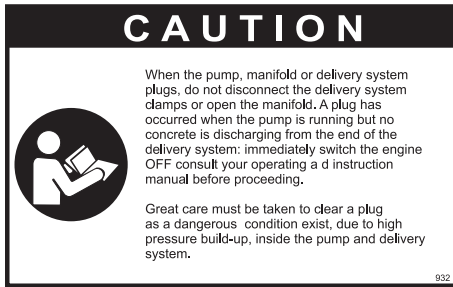 CAUTION
When the pump, manifold or delivery system
plugs, do not disconnect the delivery system
clamps or open the manifold. A plug has
occurred when the pump is running but no
concrete is discharging from the end of the
delivery system: immediately switch the engine
OFF consult your operating a d instruction
manual before proceeding.
Great care must be taken to clear a plug
as a dangerous condition exist, due to high
pressure build-up, inside the pump and delivery
system.
932